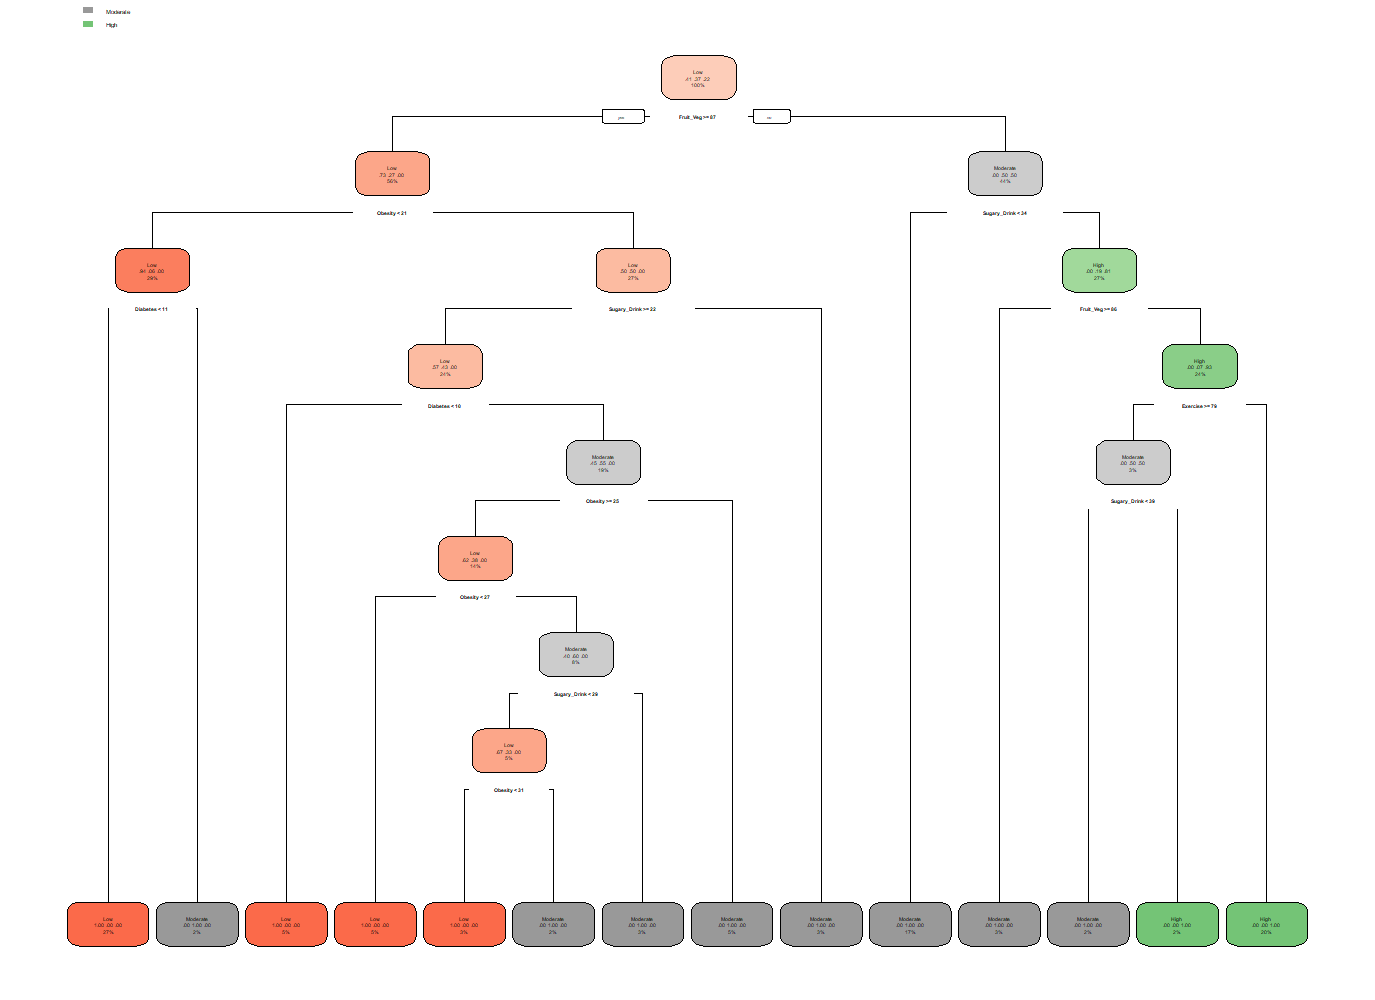 Moderate
High
Low
.41 .37 .22
100%
yes
Fruit_Veg >= 87
no
Low
.73 .27 .00
56%
Moderate
.00 .50 .50
44%
Obesity < 21
Sugary_Drink < 34
Low
.94 .06 .00
29%
Low
.50 .50 .00
27%
High
.00 .19 .81
27%
Diabetes < 11
Sugary_Drink >= 22
Fruit_Veg >= 86
Low
.57 .43 .00
24%
High
.00 .07 .93
24%
Diabetes < 10
Exercise >= 79
Moderate
.45 .55 .00
19%
Moderate
.00 .50 .50
3%
Obesity >= 25
Sugary_Drink < 39
Low
.62 .38 .00
14%
Obesity < 27
Moderate
.40 .60 .00
8%
Sugary_Drink < 29
Low
.67 .33 .00
5%
Obesity < 31
Low
1.00 .00 .00
27%
Moderate
.00 1.00 .00
2%
Low
1.00 .00 .00
5%
Low
1.00 .00 .00
6%
Low
1.00 .00 .00
3%
Moderate
.00 1.00 .00
2%
Moderate
.00 1.00 .00
3%
Moderate
.00 1.00 .00
5%
Moderate
.00 1.00 .00
3%
Moderate
.00 1.00 .00
17%
Moderate
.00 1.00 .00
3%
Moderate
.00 1.00 .00
2%
High
.00 .00 1.00
2%
High
.00 .00 1.00
20%